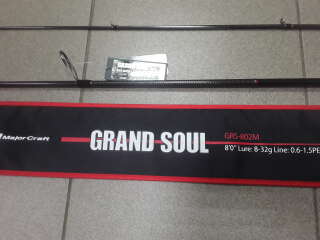 MajorCraft
GRAND SOUL
GRS-802M
8'0" Lure: 8-32g Line: 0.6-1.5PE